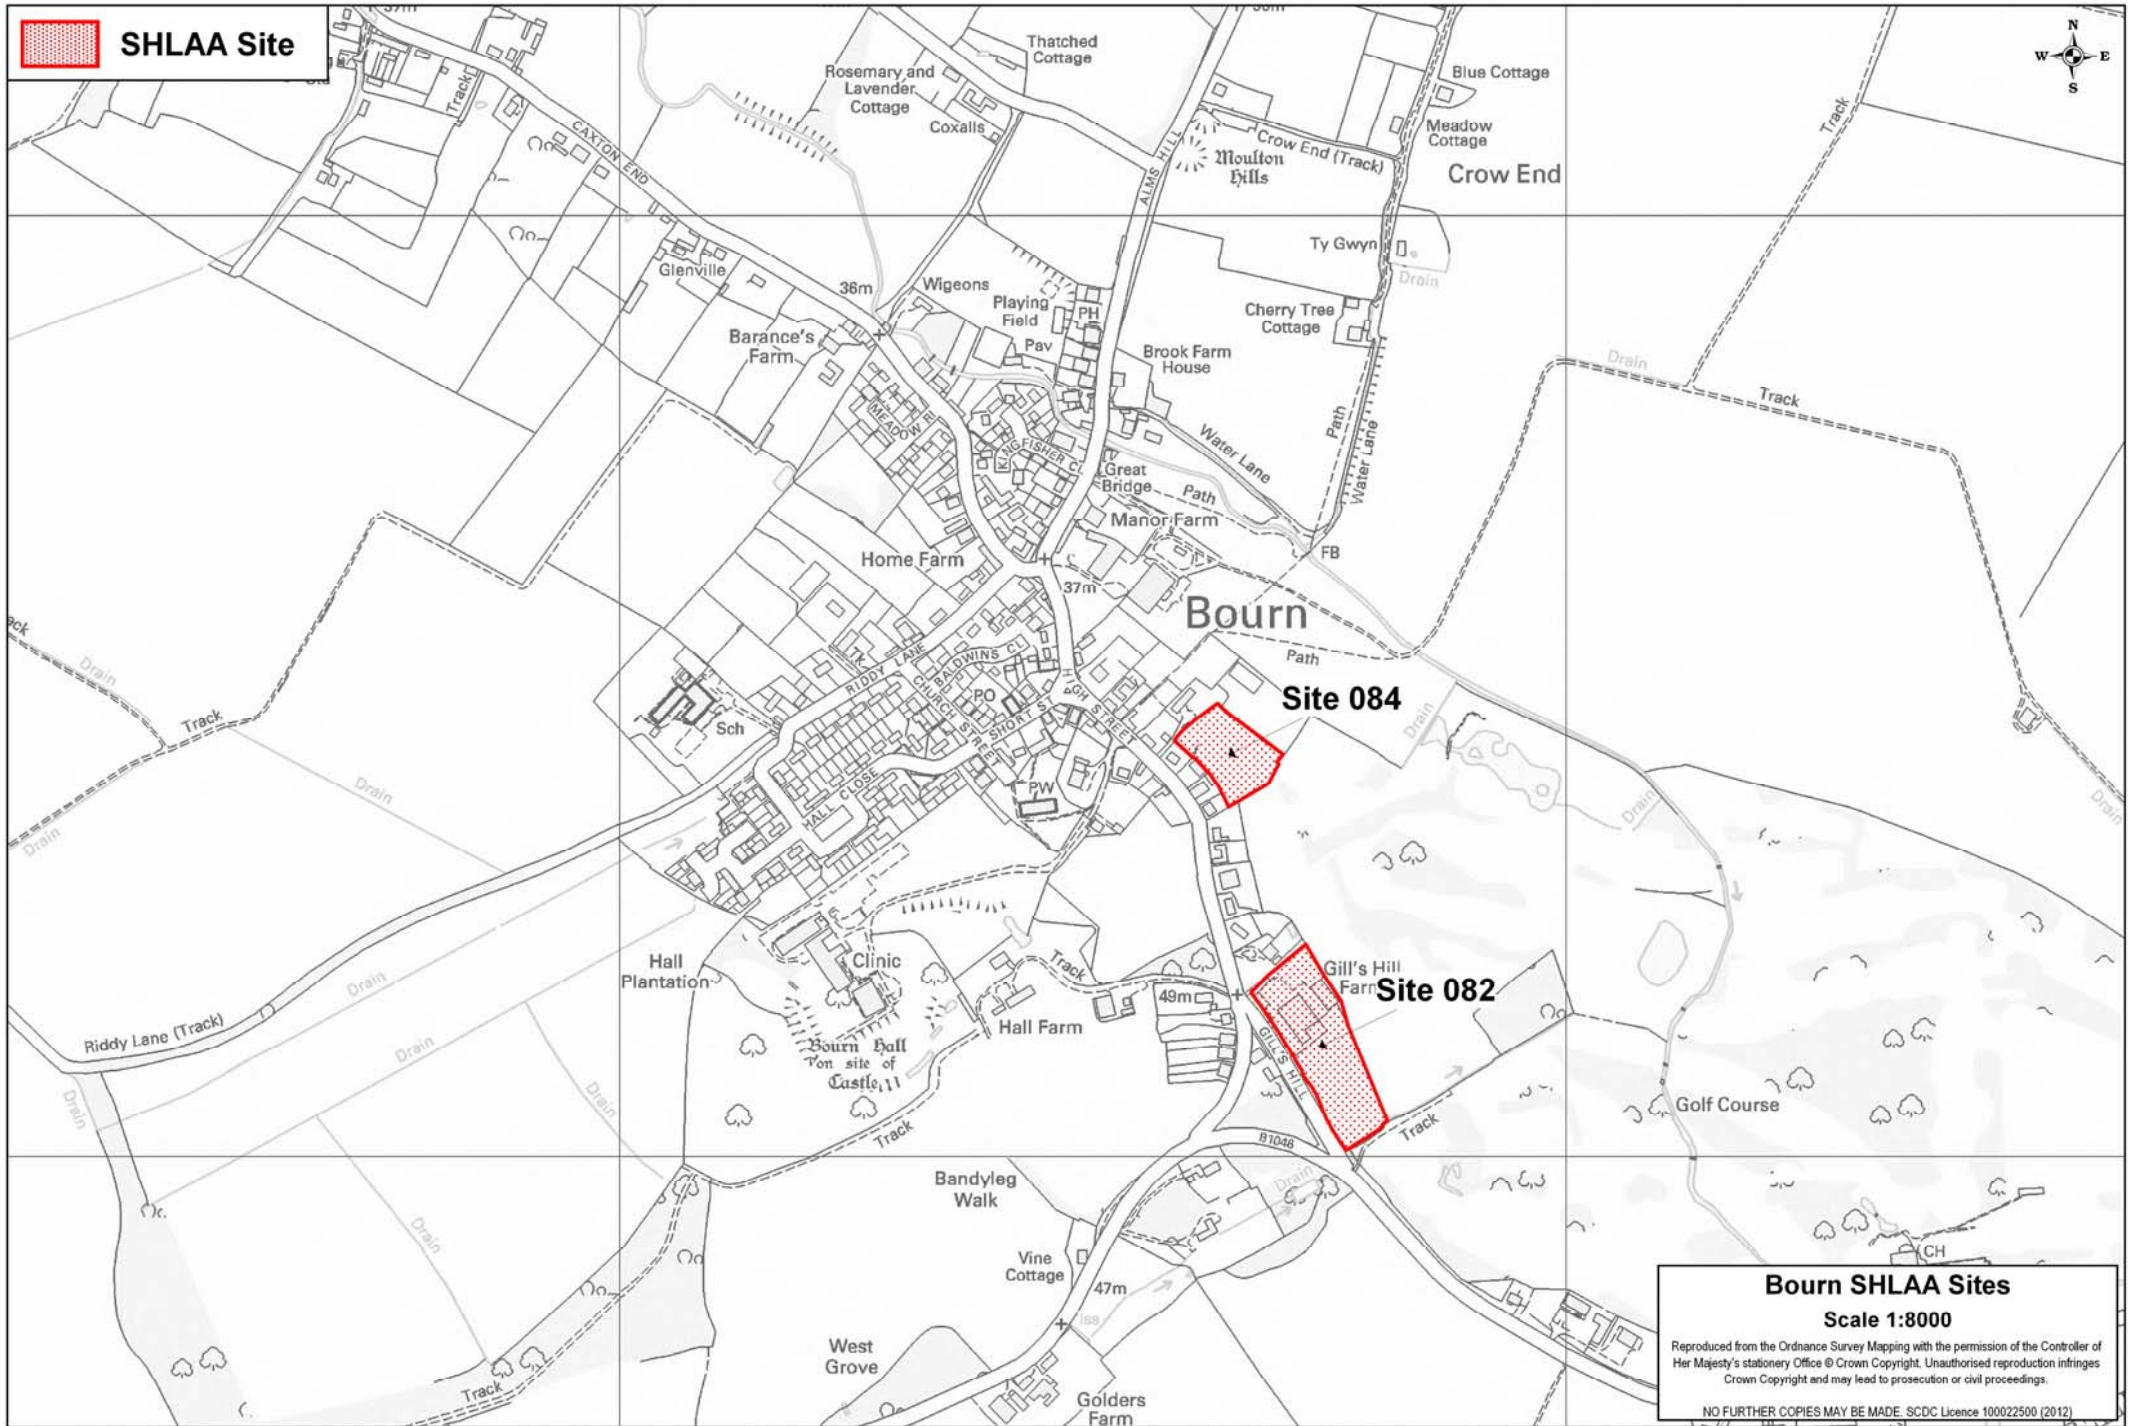 SHLAA Site
N
W E
S
Track
CAXTON END
Rosemary and
Lavender
Cottage
Coxalls
Thatched
Cottage
ALMS HILL
Moulton
Hills
Crow End (Track)
Blue Cottage
Meadow
Cottage
Crow End
Track
Glenville
36m
Wigeons
Playing
Field
PH
Pav
Ty Gwyn
Drain
Cherry Tree
Cottage
Barance's
Farm
Brook Farm
House
MEADOW R
KINGFISHER CL
Great
Bridge
Water Lane
Path
Path
Water Lane
Drain
Track
Manor Farm
Home Farm
FB
37m
Bourn
Path
Drain
Track
Sch
TK
RIDDY LANE
BALDWINS CL
CHURCH STREE
PO
SHORT S
HIGH STREET
HALL CLOSE
PW
Site 084
Drain
Drain
Drain
Drain
Drain
Hall
Plantation
Clinic
Track
49m
Gill's Hill
Farm
Site 082
Hall Farm
GILL'S HILL
Riddy Lane (Track)
Drain
Drain
Drain
Drain
Bourn Hall
on site of
Castle
Track
B1046
Track
Golf Course
Drain
Drain
Bandyleg
Walk
Vine
Cottage
47m
Iss
CH
West
Grove
Track
Golders
Farm
Bourn SHLAA Sites
Scale 1:8000
Reproduced from the Ordnance Survey Mapping with the permission of the Controller of
Her Majesty's stationery Office © Crown Copyright. Unauthorised reproduction infringes
Crown Copyright and may lead to prosecution or civil proceedings.
NO FURTHER COPIES MAY BE MADE. SCDC Licence 100022500 (2012)